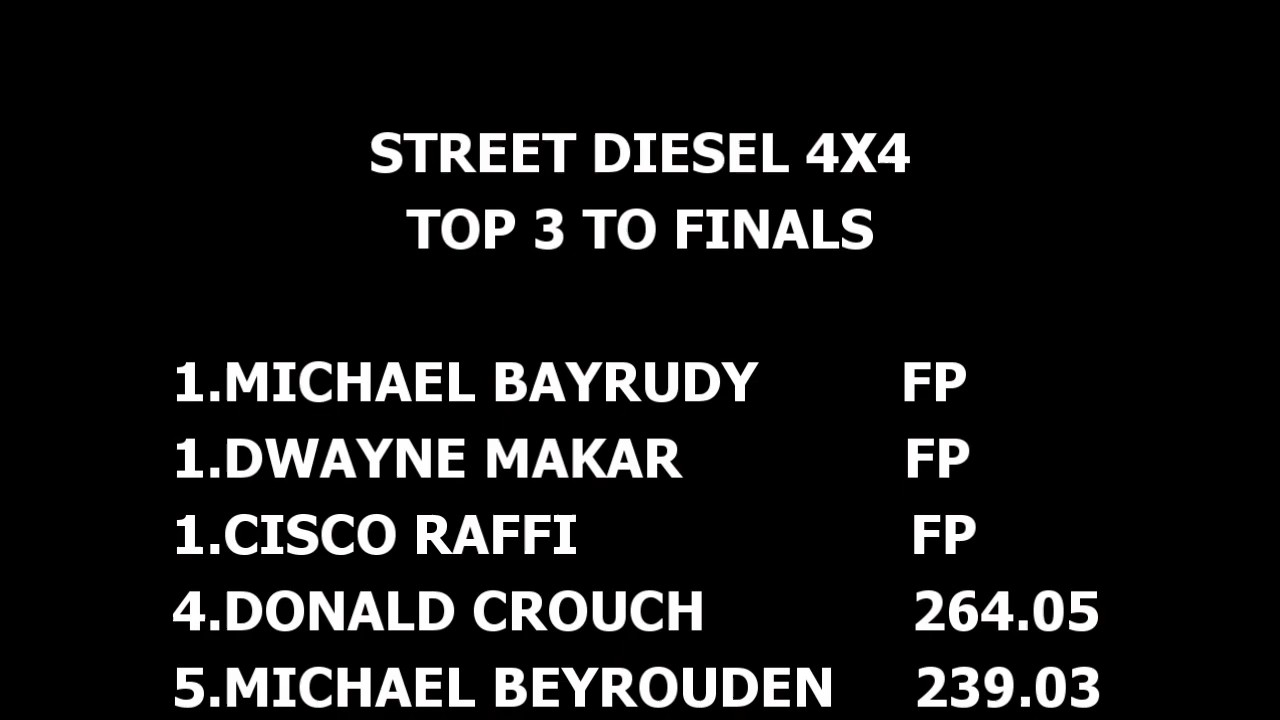 STREET DIESEL 4X4
TOP 3 TO FINALS
1.MICHAEL BAYRUDY FP
1.DWAYNE MAKAR FP
1.CISCO RAFFI FP
4.DONALD CROUCH 264.05
5.MICHAEL BEYROUDEN 239.03